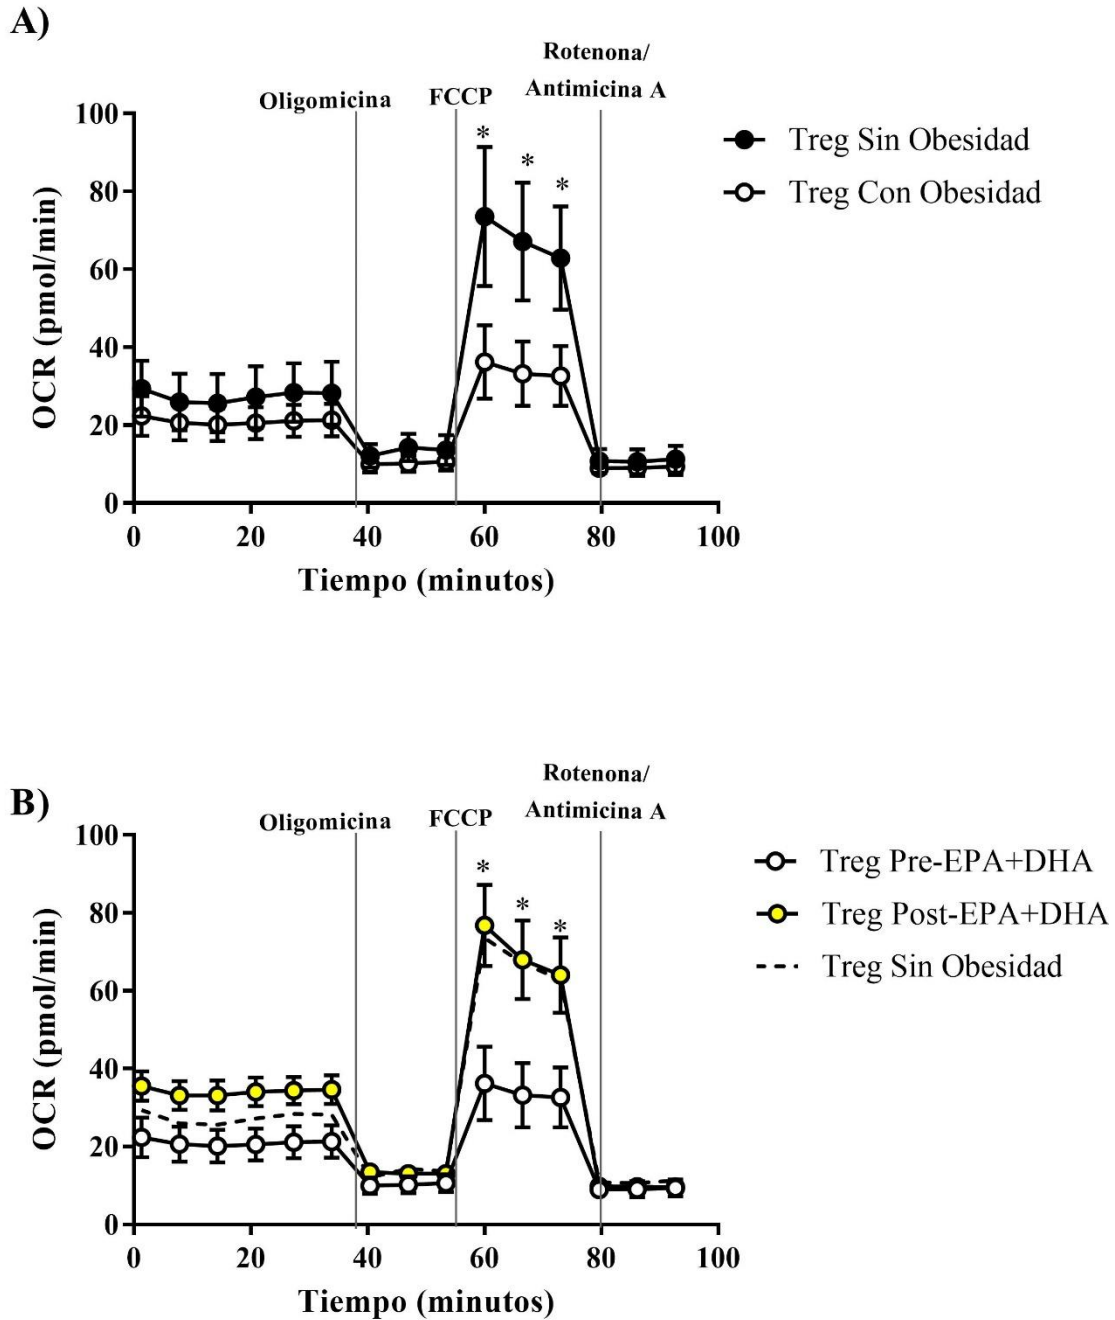 A)
Rotenona/
Oligomicina FCCP Antimicina A
100
80
60
40
20
0
OCR (pmol/min)
* * *
Treg Sin Obesidad
Treg Con Obesidad
0 20 40 60 80 100
Tiempo (minutos)
B)
Rotenona/
Oligomicina FCCP Antimicina A
100
80
60
40
20
0
OCR (pmol/min)
* * *
Treg Pre-EPA+DHA
Treg Post-EPA+DHA
Treg Sin Obesidad
0 20 40 60 80 100
Tiempo (minutos)